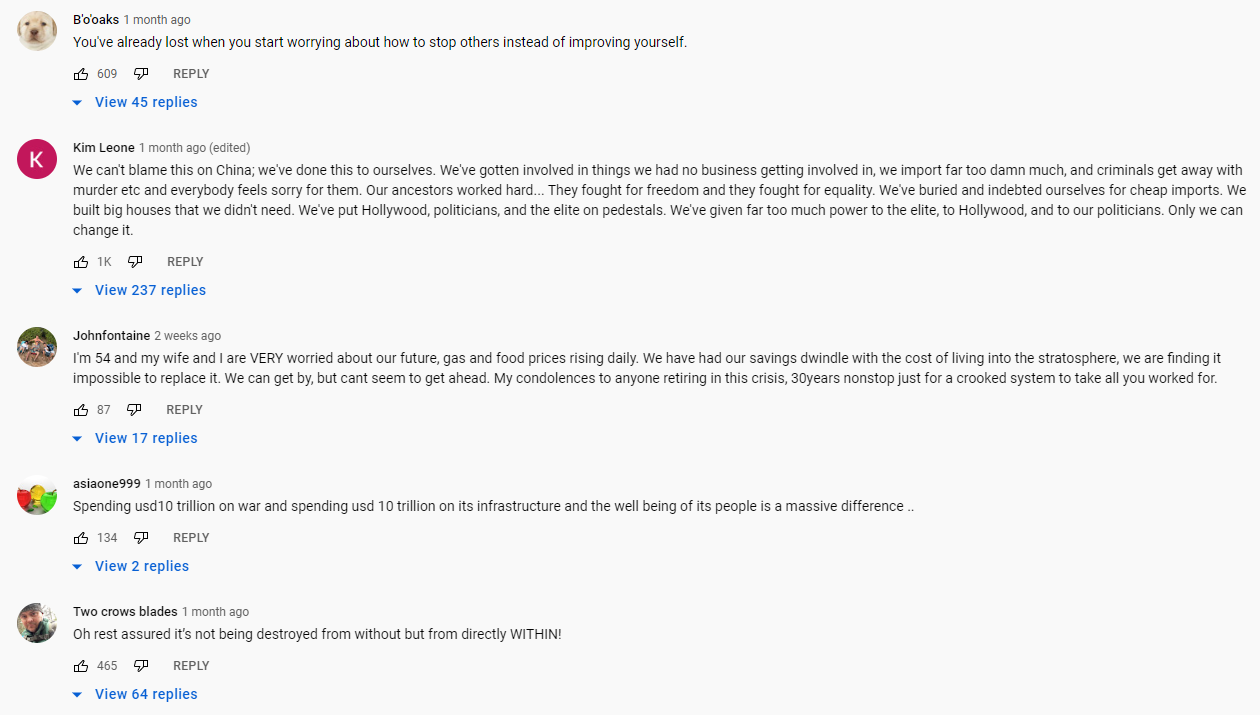 B'o'oaks 1 month ago
You've already lost when you start worrying about how to stop others instead of improving yourself.
609 REPLY
View 45 replies
K
Kim Leone 1 month ago (edited)
We can't blame this on China; we've done this to ourselves. We've gotten involved in things we had no business getting involved in, we import far too damn much, and criminals get away with
murder etc and everybody feels sorry for them. Our ancestors worked hard... They fought for freedom and they fought for equality. We've buried and indebted ourselves for cheap imports. We
built big houses that we didn't need. We've put Hollywood, politicians, and the elite on pedestals. We've given far too much power to the elite, to Hollywood, and to our politicians. Only we can
change it.
1K REPLY
View 237 replies
Johnfontaine 2 weeks ago
I'm 54 and my wife and I are VERY worried about our future, gas and food prices rising daily. We have had our savings dwindle with the cost of living into the stratosphere, we are finding it
impossible to replace it. We can get by, but cant seem to get ahead. My condolences to anyone retiring in this crisis, 30years nonstop just for a crooked system to take all you worked for.
87 REPLY
View 17 replies
asiaone999 1 month ago
Spending usd10 trillion on war and spending usd 10 trillion on its infrastructure and the well being of its people is a massive difference ..
134 REPLY
View 2 replies
Two crows blades 1 month ago
Oh rest assured it's not being destroyed from without but from directly WITHIN!
465 REPLY
View 64 replies